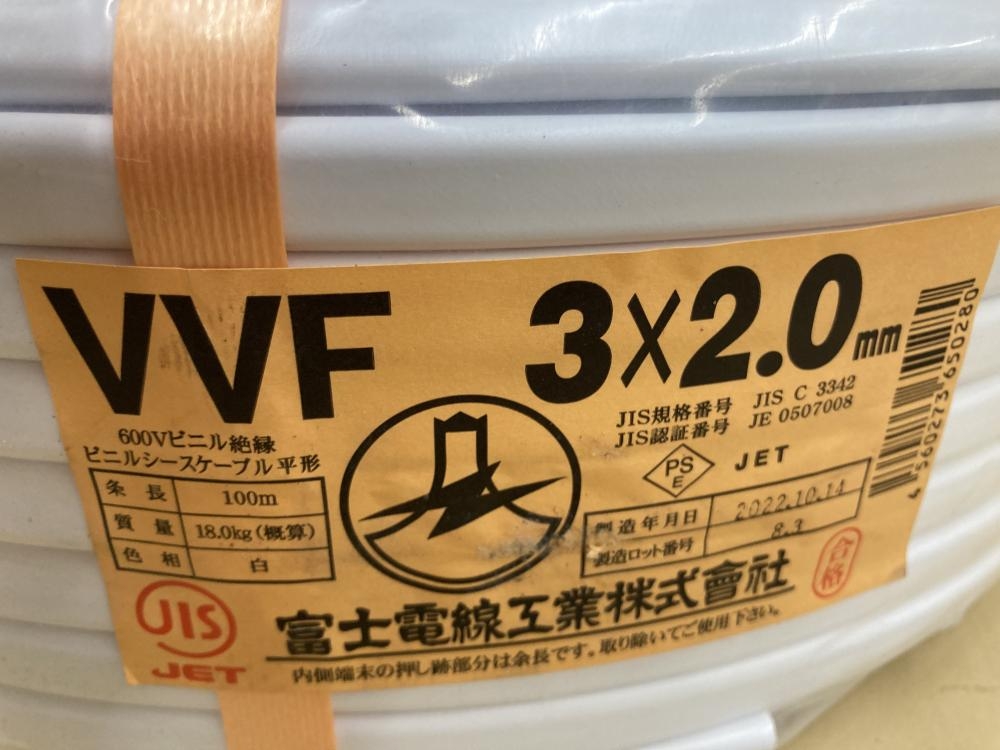 VVF 3×2.0mm
600Vビニル絶縁
ビニルシースケーブル平形
JIS規格番号 JIS C 3342
JIS認証番号 JE 0507008
PS
E
JET
条長 100m
質量 18.0kg(概算)
色相 白
製造年月日 2022.10.14
製造ロット番号 8.3
合格
4560273650280
JIS
JET
富士電線工業株式會社
内側端末の押し跡部分は余長です。取り除いてご使用下さい。